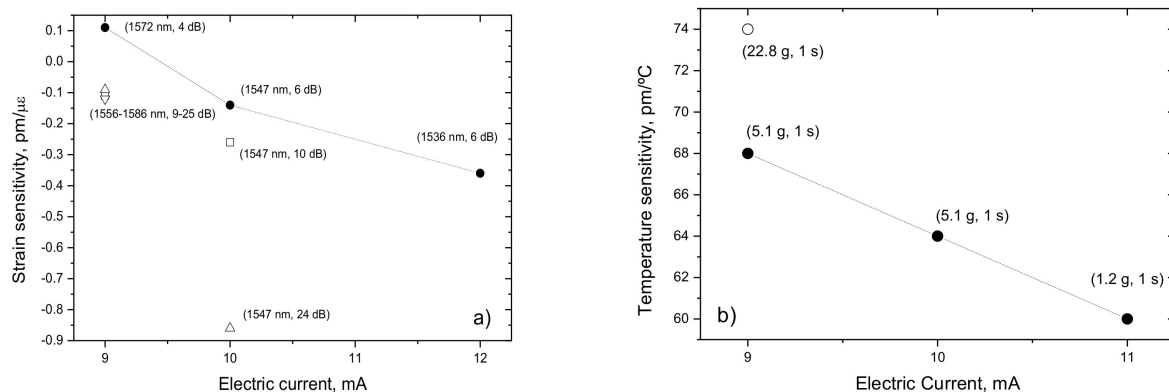 0.1
0.0
-0.1
-0.2
-0.3
-0.4
-0.5
-0.6
-0.7
-0.8
-0.9
Strain sensitivity, pm/με
(1572 nm, 4 dB)
(1547 nm, 6 dB)
(1556-1586 nm, 9-25 dB)
(1536 nm, 6 dB)
(1547 nm, 10 dB)
(1547 nm, 24 dB)
a)
9 10 11 12
Electric current, mA
74
72
70
68
66
64
62
60
Temperature sensitivity, pm/ºC
(22.8 g, 1 s)
(5.1 g, 1 s)
(5.1 g, 1 s)
(1.2 g, 1 s)
b)
9 10 11
Electric Current, mA